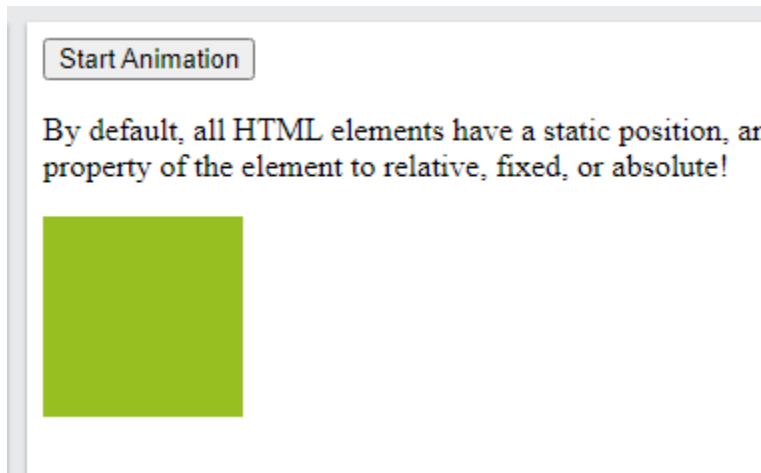 Start Animation
By default, all HTML elements have a static position, 
property of the element to relative, fixed, or absolute!